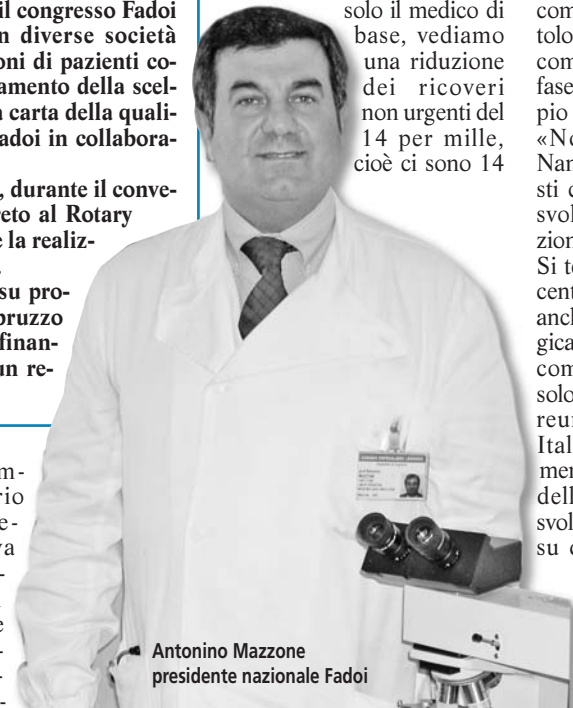 il congresso Fadoi
n diverse società
oni di pazienti co-
amento della scel-
a carta della quali-
adoi in collabora-
, durante il conve-
reto al Rotary
e la realiz-
su pro-
bruzzo
finan-
un re-
m-
rio
e-
va
e
solo il medico di
base, vediamo
una riduzione
dei ricoveri
non urgenti del
14 per mille,
cioè ci sono 14
com
tolo
com
fase
pio
«No
Nan
sti c
svol
zion
Si te
cent
anch
gica
com
solo
reun
Ital
men
dell
svol
su c
Antonino Mazzone
presidente nazionale Fadoi